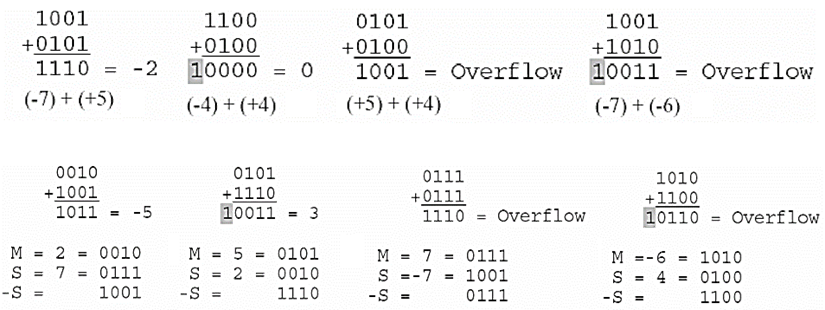 1001 1100 0101 1001
+0101 +0100 +0100 +1010
1110 = -2 10000 = 0 1001 = Overflow 10011 = Overflow
(-7) + (+5) (-4) + (+4) (+5) + (+4) (-7) + (-6)
0010 0101 0111 1010
+1001 +1110 +0111 +1100
1011 = -5 10011 = 3 1110 = Overflow 10110 = Overflow
M = 2 = 0010 M = 5 = 0101 M = 7 = 0111 M =-6 = 1010
S = 7 = 0111 S = 2 = 0010 S =-7 = 1001 S = 4 = 0100
-S = 1001 -S = 1110 -S = 0111 -S = 1100